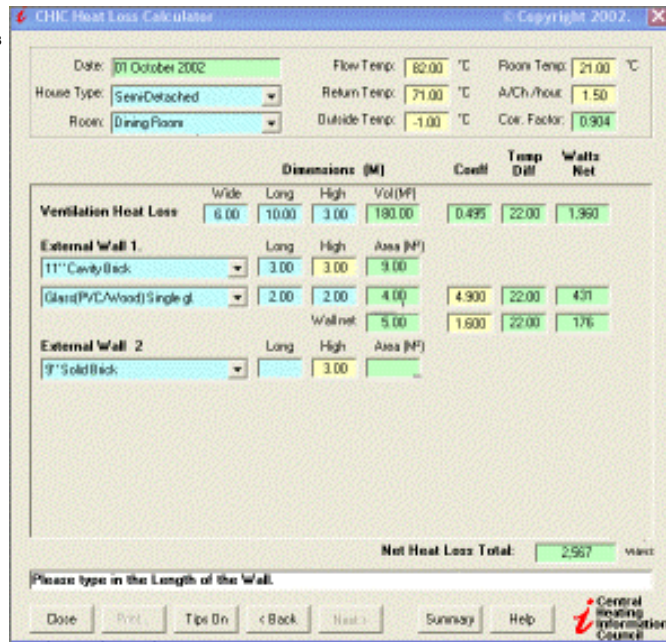 CHIC Heat Loss Calculator © Copyright 2002.
Date: 01 October 2002 Flow Temp: 82.00 °C Room Temp: 21.00 °C
House Type: SemiDetached Return Temp: 71.00 °C A/Ch /hour 1.50
Room: Dining Room Outside Temp: -1.00 °C Corr. Factor: 0.904
Dimensions (M) Coeff Temp Diff Watts Net
Wide Long High Vol(M³)
Ventilation Heat Loss 6.00 10.00 3.00 180.00 0.495 22.00 1,960
External Wall 1. Long High Area (M²)
11" Cavity Brick 3.00 3.00 9.00
Glass(PVC/Wood) Single gl. 2.00 2.00 4.00 4.900 22.00 431
Wall net 5.00 1.600 22.00 176
External Wall 2 Long High Area (M²)
9" Solid Brick 3.00
Net Heat Loss Total: 2,567 Watts
Please type in the Length of the Wall.
Close Print... Tips On < Back Next > Summary Help
Central
Heating
Information
Council